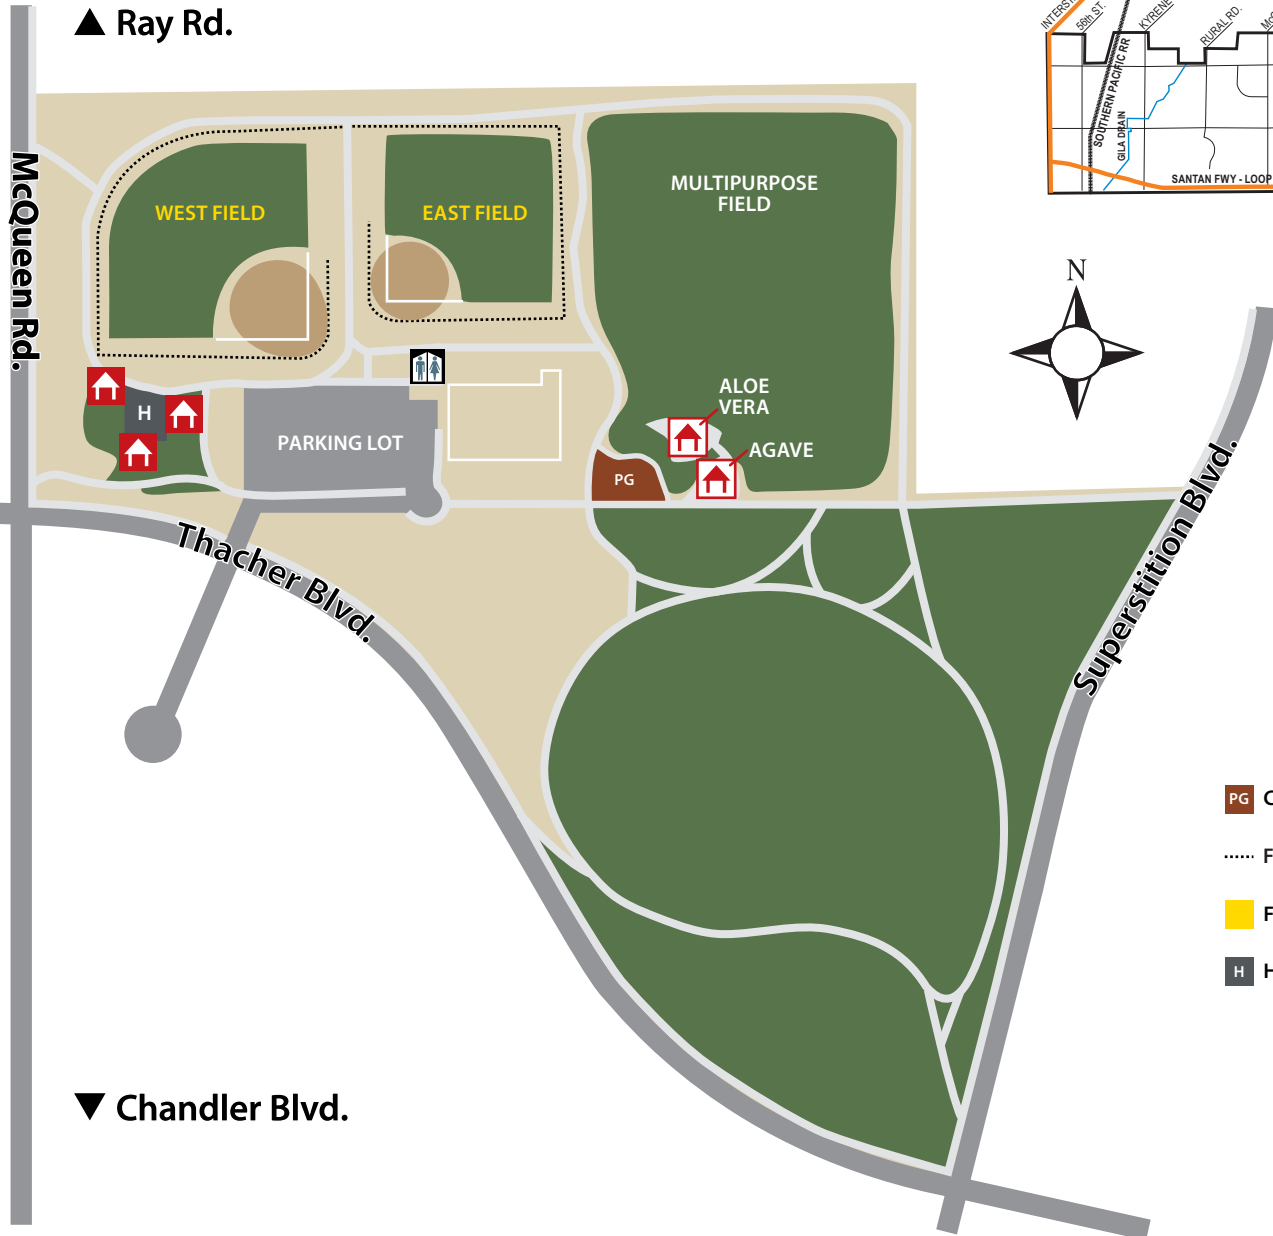 ▲ Ray Rd.
56th ST.
KYRENE
RURAL RD.
SOUTHERN PACIFIC RR
GILA DRAIN
SANTAN FWY - LOOP
McQueen Rd.
WEST FIELD
EAST FIELD
MULTIPURPOSE
FIELD
N
ALOE
VERA
AGAVE
H
PARKING LOT
PG
Thacher Blvd.
Superstition Blvd.
PG
H
▼ Chandler Blvd.